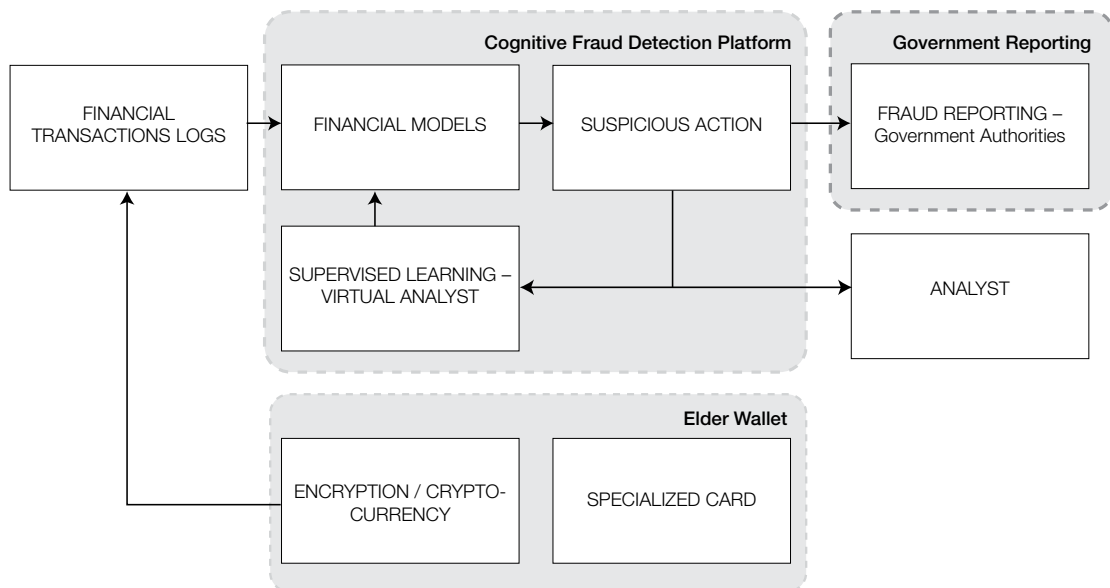 Cognitive Fraud Detection Platform
Government Reporting
FINANCIAL
TRANSACTIONS LOGS
FINANCIAL MODELS
SUSPICIOUS ACTION
FRAUD REPORTING –
Government Authorities
SUPERVISED LEARNING –
VIRTUAL ANALYST
ANALYST
Elder Wallet
ENCRYPTION / CRYPTO-
CURRENCY
SPECIALIZED CARD